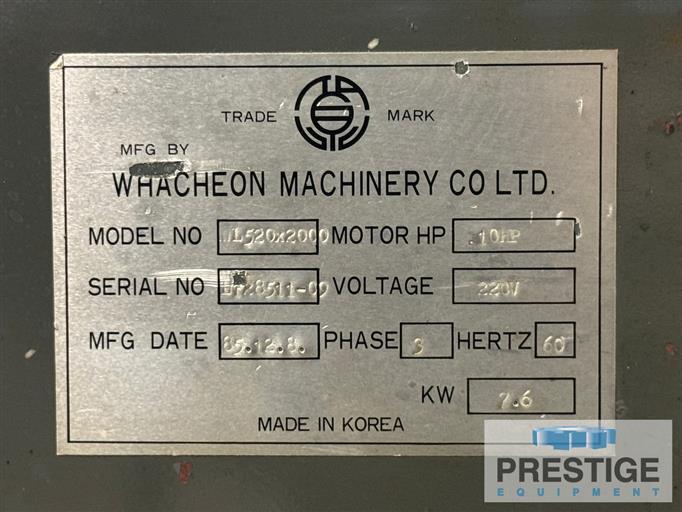 TRADE MARK
MFG BY
WHACHEON MACHINERY CO LTD.
MODEL NO WL520x2000 MOTOR HP 10HP
SERIAL NO VOLTAGE 220V
MFG DATE 85.12.8. PHASE 3 HERTZ 60
KW 7.6
MADE IN KOREA
PRESTIGE
EQUIPMENT